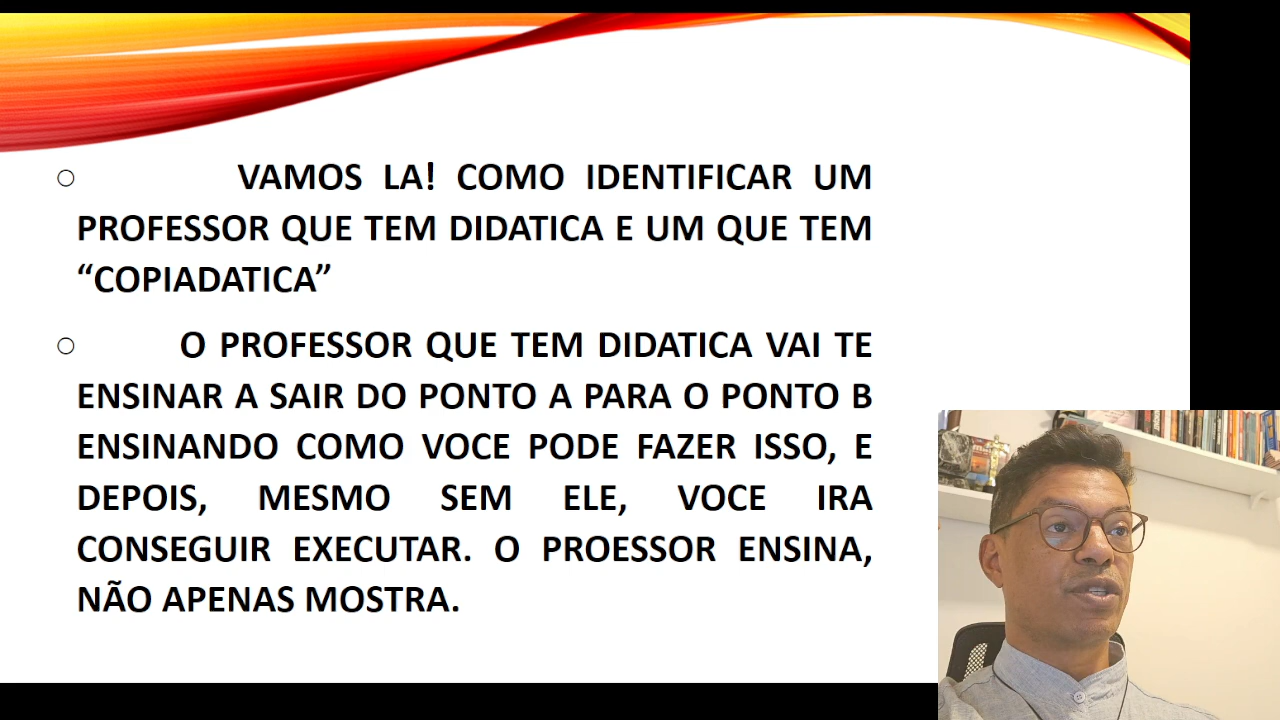 VAMOS LA! COMO IDENTIFICAR UM
PROFESSOR QUE TEM DIDATICA E UM QUE TEM
“COPIADATICA”
O PROFESSOR QUE TEM DIDATICA VAI TE
ENSINAR A SAIR DO PONTO A PARA O PONTO B
ENSINANDO COMO VOCE PODE FAZER ISSO, E
DEPOIS, MESMO SEM ELE, VOCE IRA
CONSEGUIR EXECUTAR. O PROESSOR ENSINA,
NÃO APENAS MOSTRA.